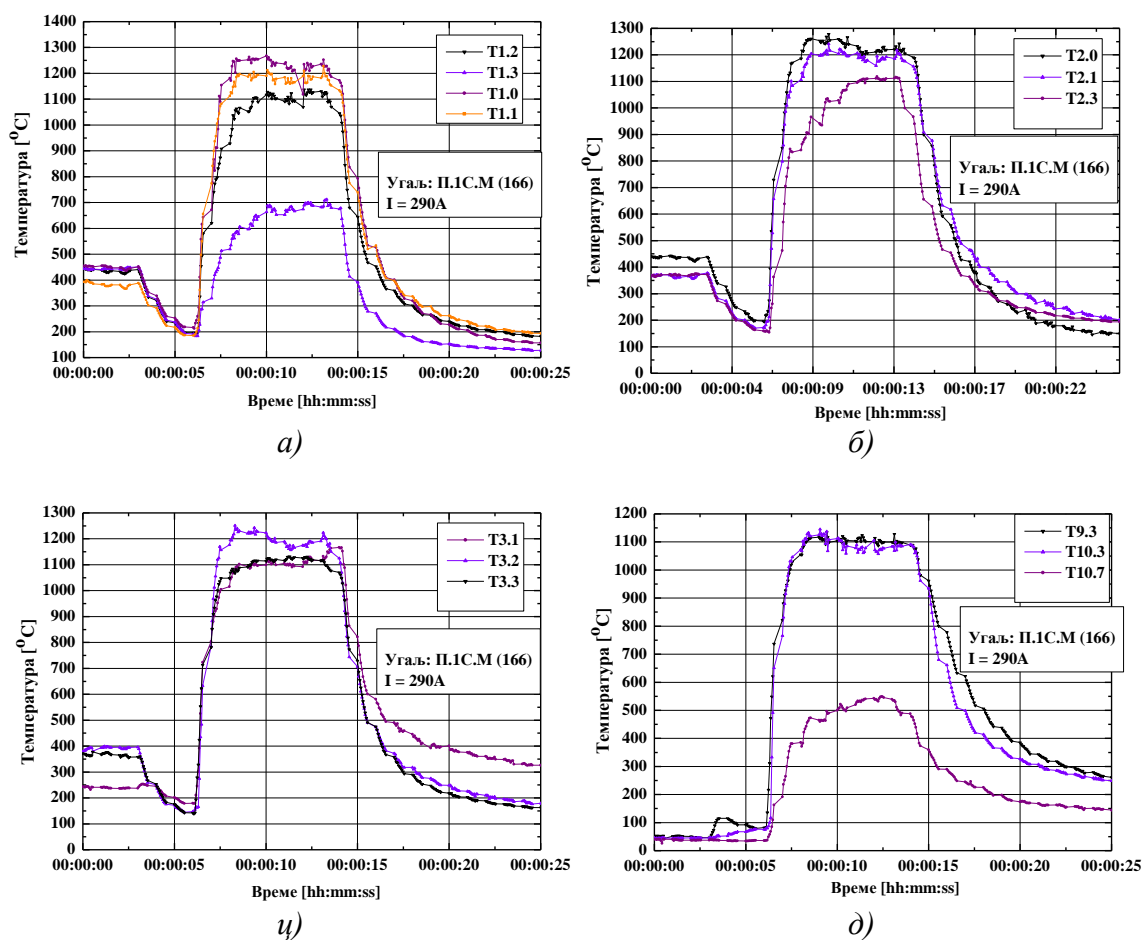 1400
1300
1200
1100
1000
900
800
700
600
500
400
300
200
100
Температура [°C]
T1.2
T1.3
T1.0
T1.1
Угаљ: П.1С.М (166)
I = 290A
00:00:00 00:00:05 00:00:10 00:00:15 00:00:20 00:00:25
Време [hh:mm:ss]
а)
1300
1200
1100
1000
900
800
700
600
500
400
300
200
100
0
Температура [°C]
T2.0
T2.1
T2.3
Угаљ: П.1С.М (166)
I = 290A
00:00:00 00:00:04 00:00:09 00:00:13 00:00:17 00:00:22
Време [hh:mm:ss]
б)
1300
1200
1100
1000
900
800
700
600
500
400
300
200
100
0
Температура [°C]
T3.1
T3.2
T3.3
Угаљ: П.1С.М (166)
I = 290A
00:00:00 00:00:05 00:00:10 00:00:15 00:00:20 00:00:25
Време [hh:mm:ss]
ц)
1200
1100
1000
900
800
700
600
500
400
300
200
100
0
Температура [°C]
T9.3
T10.3
T10.7
Угаљ: П.1С.М (166)
I = 290A
00:00:00 00:00:05 00:00:10 00:00:15 00:00:20 00:00:25
Време [hh:mm:ss]
д)